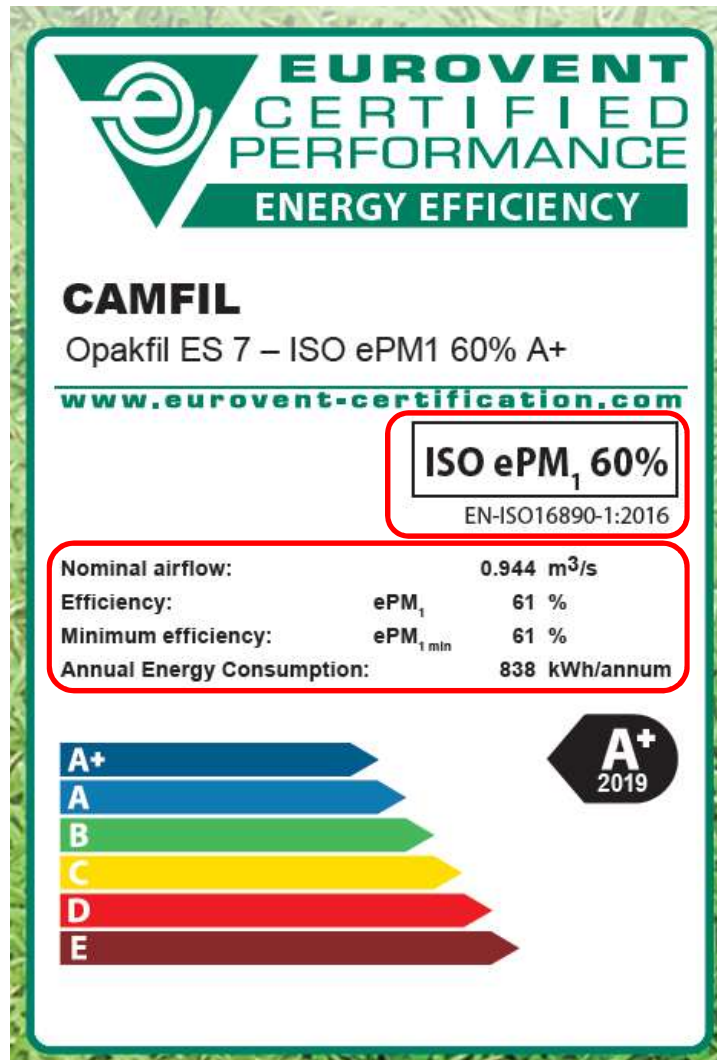 EUROVENT
CERTIFIED
PERFORMANCE
ENERGY EFFICIENCY
CAMFIL
Opakfil ES 7 – ISO ePM1 60% A+
www.eurovent-certification.com
ISO ePM₁ 60%
EN-ISO16890-1:2016
Nominal airflow: 0.944 m³/s
Efficiency: ePM₁ 61 %
Minimum efficiency: ePM₁ ₘᵢₙ 61 %
Annual Energy Consumption: 838 kWh/annum
A+
A+
2019
A
B
C
D
E